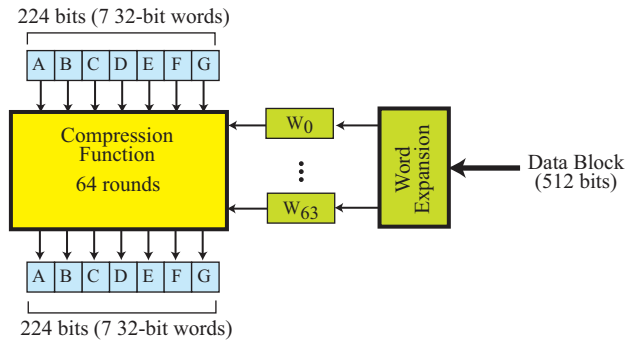 224 bits (7 32-bit words)
A B C D E F G
Compression
Function
64 rounds
W0
W63
Word
Expansion
Data Block
(512 bits)
A B C D E F G
224 bits (7 32-bit words)